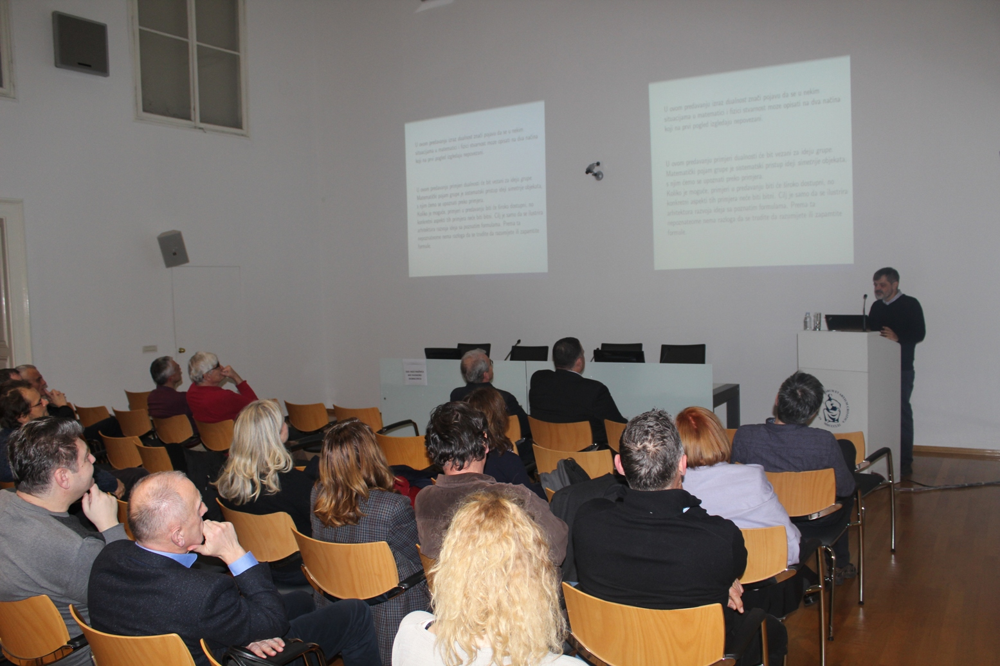 U ovom predavanju izraz dualnost znači pojavu da se u nekim
situacijama u matematici i fizici stvarnost može opisati na dva načina
koji na prvi pogled izgledaju nepovezani.
U ovom predavanju primjeri dualnosti će biti vezani za ideju grupe.
Matematički pojam grupe je sistematski pristup ideji simetrije objekata,
s njim ćemo se upoznati preko primjera.
Koliko je moguće, primjeri u predavanju biti će široko dostupni, no
konkretni aspekti tih primjera neće biti bitni. Cilj je samo da se ilustrira
arhitektura razvoja ideja sa poznatim formulama. Prema ta
nepoznatome nema razloga da se trudite da razumijete ili zapamtite
formule.
U ovom predavanju izraz dualnost znači pojavu da se u nekim
situacijama u matematici i fizici stvarnost može opisati na dva načina
koji na prvi pogled izgledaju nepovezani.
U ovom predavanju primjeri dualnosti će bit vezani za ideju grupe.
Matematički pojam grupe je sistematski pristup ideji simetrije objekata,
s njim ćemo se upoznati preko primjera.
Koliko je moguće, primjeri u predavanju biti će široko dostupni, no
konkretni aspekti tih primjera neće biti bitni. Cilj je samo da se ilustrira
arhitektura razvoja ideja sa poznatim formulama. Prema ta
nepoznatome nema razloga da se trudite da razumijete ili zapamtite
formule.